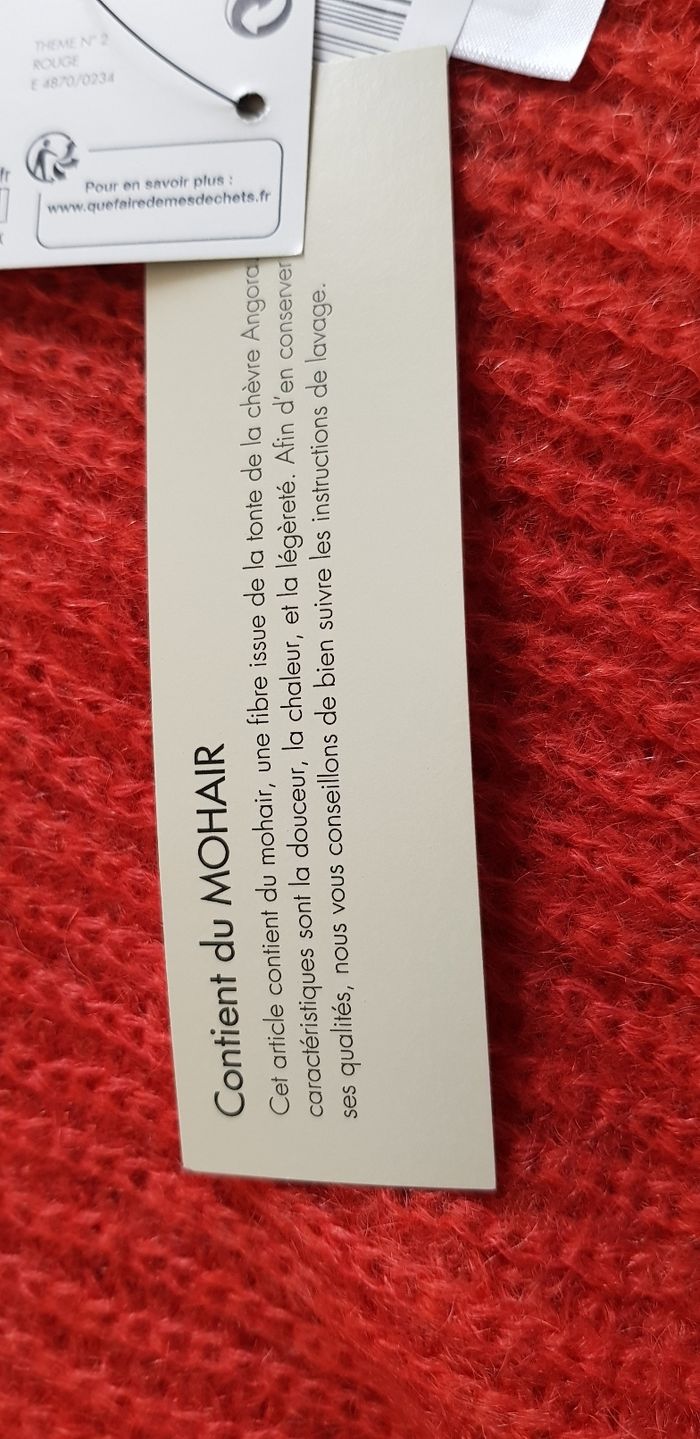 THEME N° 2
ROUGE
E 4870/0234
Pour en savoir plus :
www.quefairedemesdechets.fr
fr
Contient du MOHAIR
Cet article contient du mohair, une fibre issue de la tonte de la chèvre Angora.
caractéristiques sont la douceur, la chaleur, et la légèreté. Afin d'en conserver
ses qualités, nous vous conseillons de bien suivre les instructions de lavage.